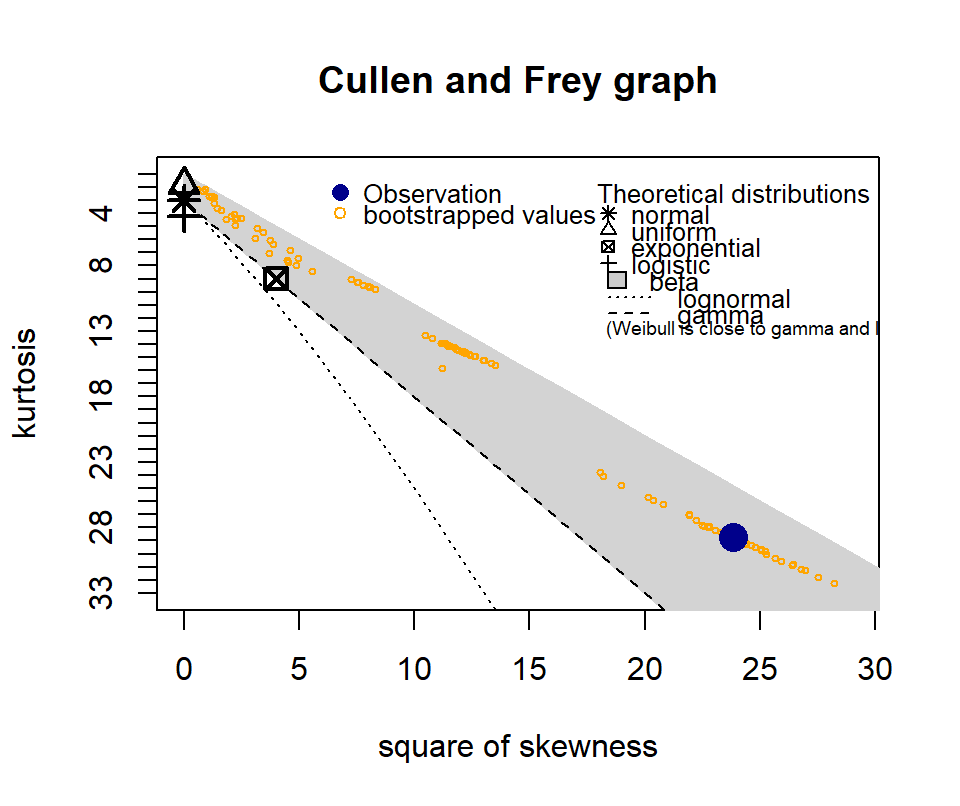 Cullen and Frey graph
Observation
bootstrapped values
Theoretical distributions
normal
uniform
exponential
logistic
beta
lognormal
gamma
(Weibull is close to gamma and l
kurtosis
4
8
13
18
23
28
33
0 5 10 15 20 25 30
square of skewness